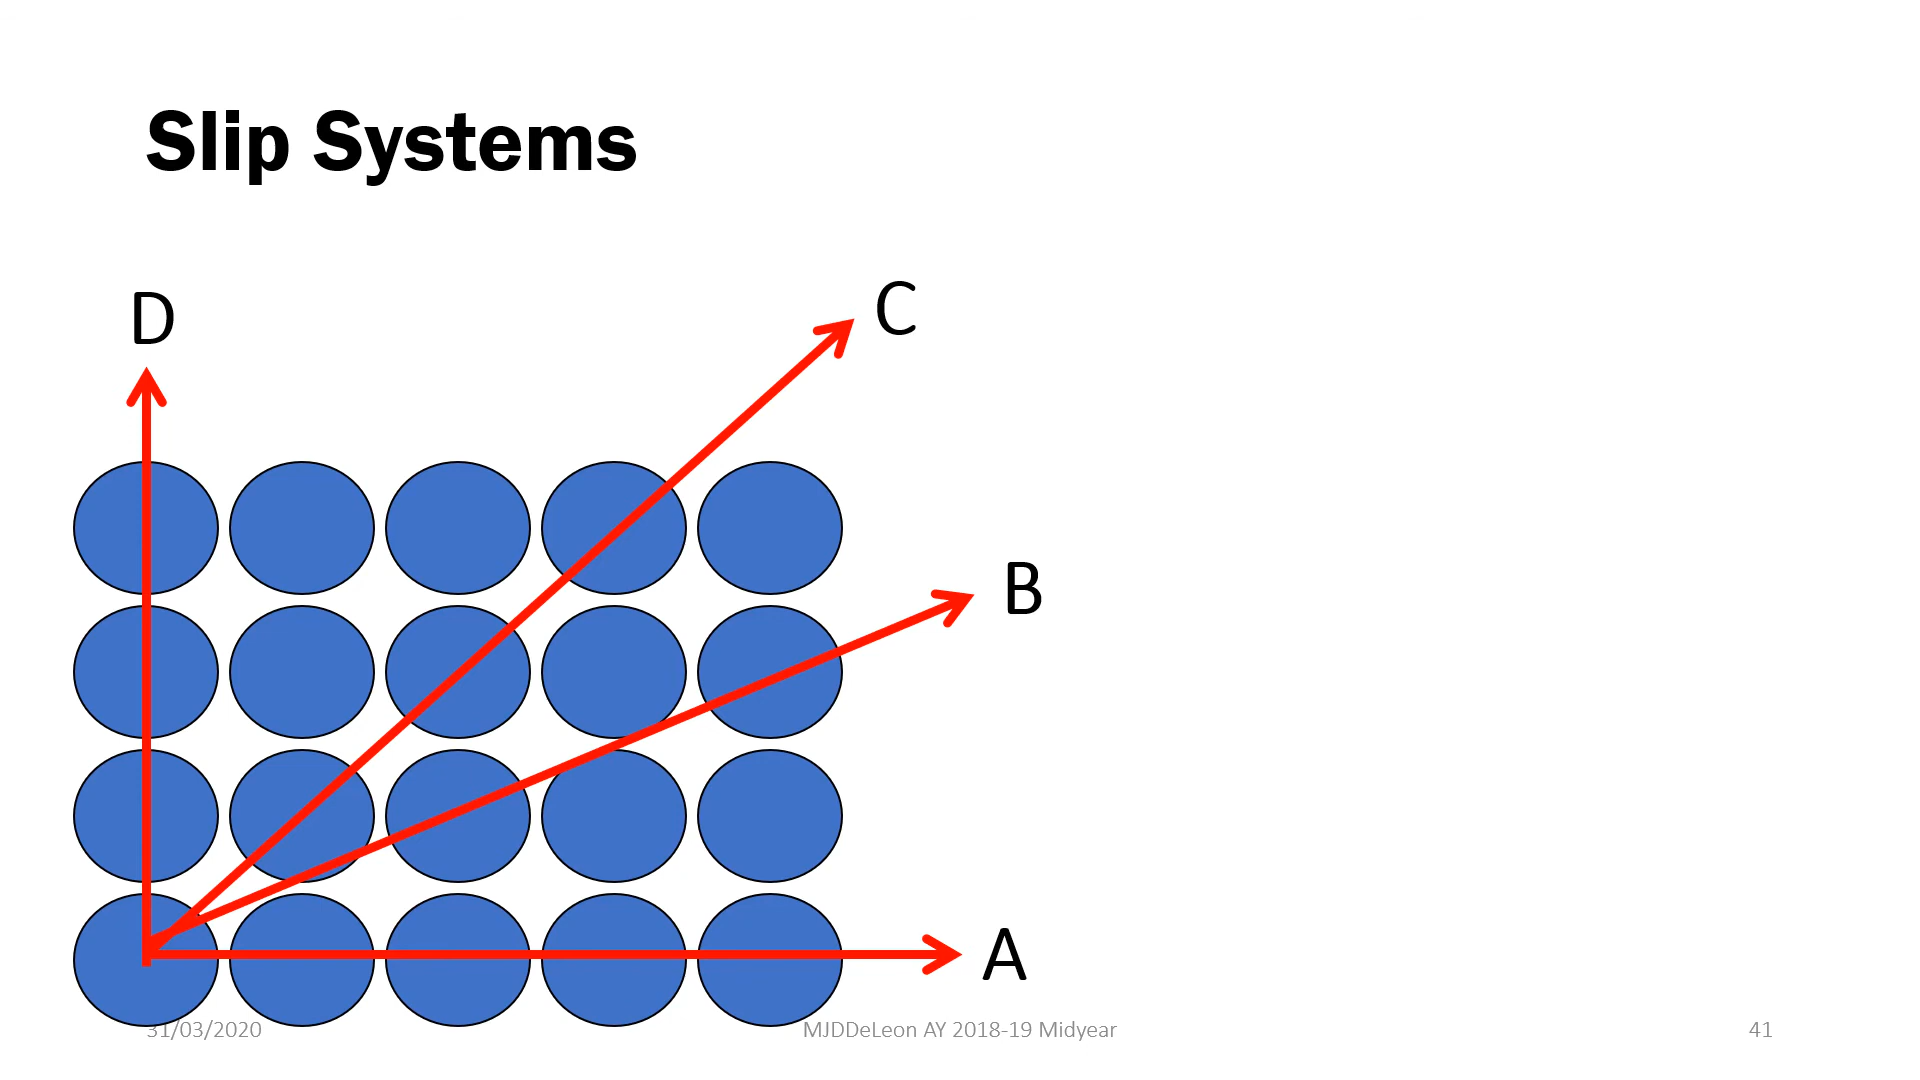 Slip Systems
D
C
B
A
31/03/2020
MJDDeLeon AY 2018-19 Midyear
41